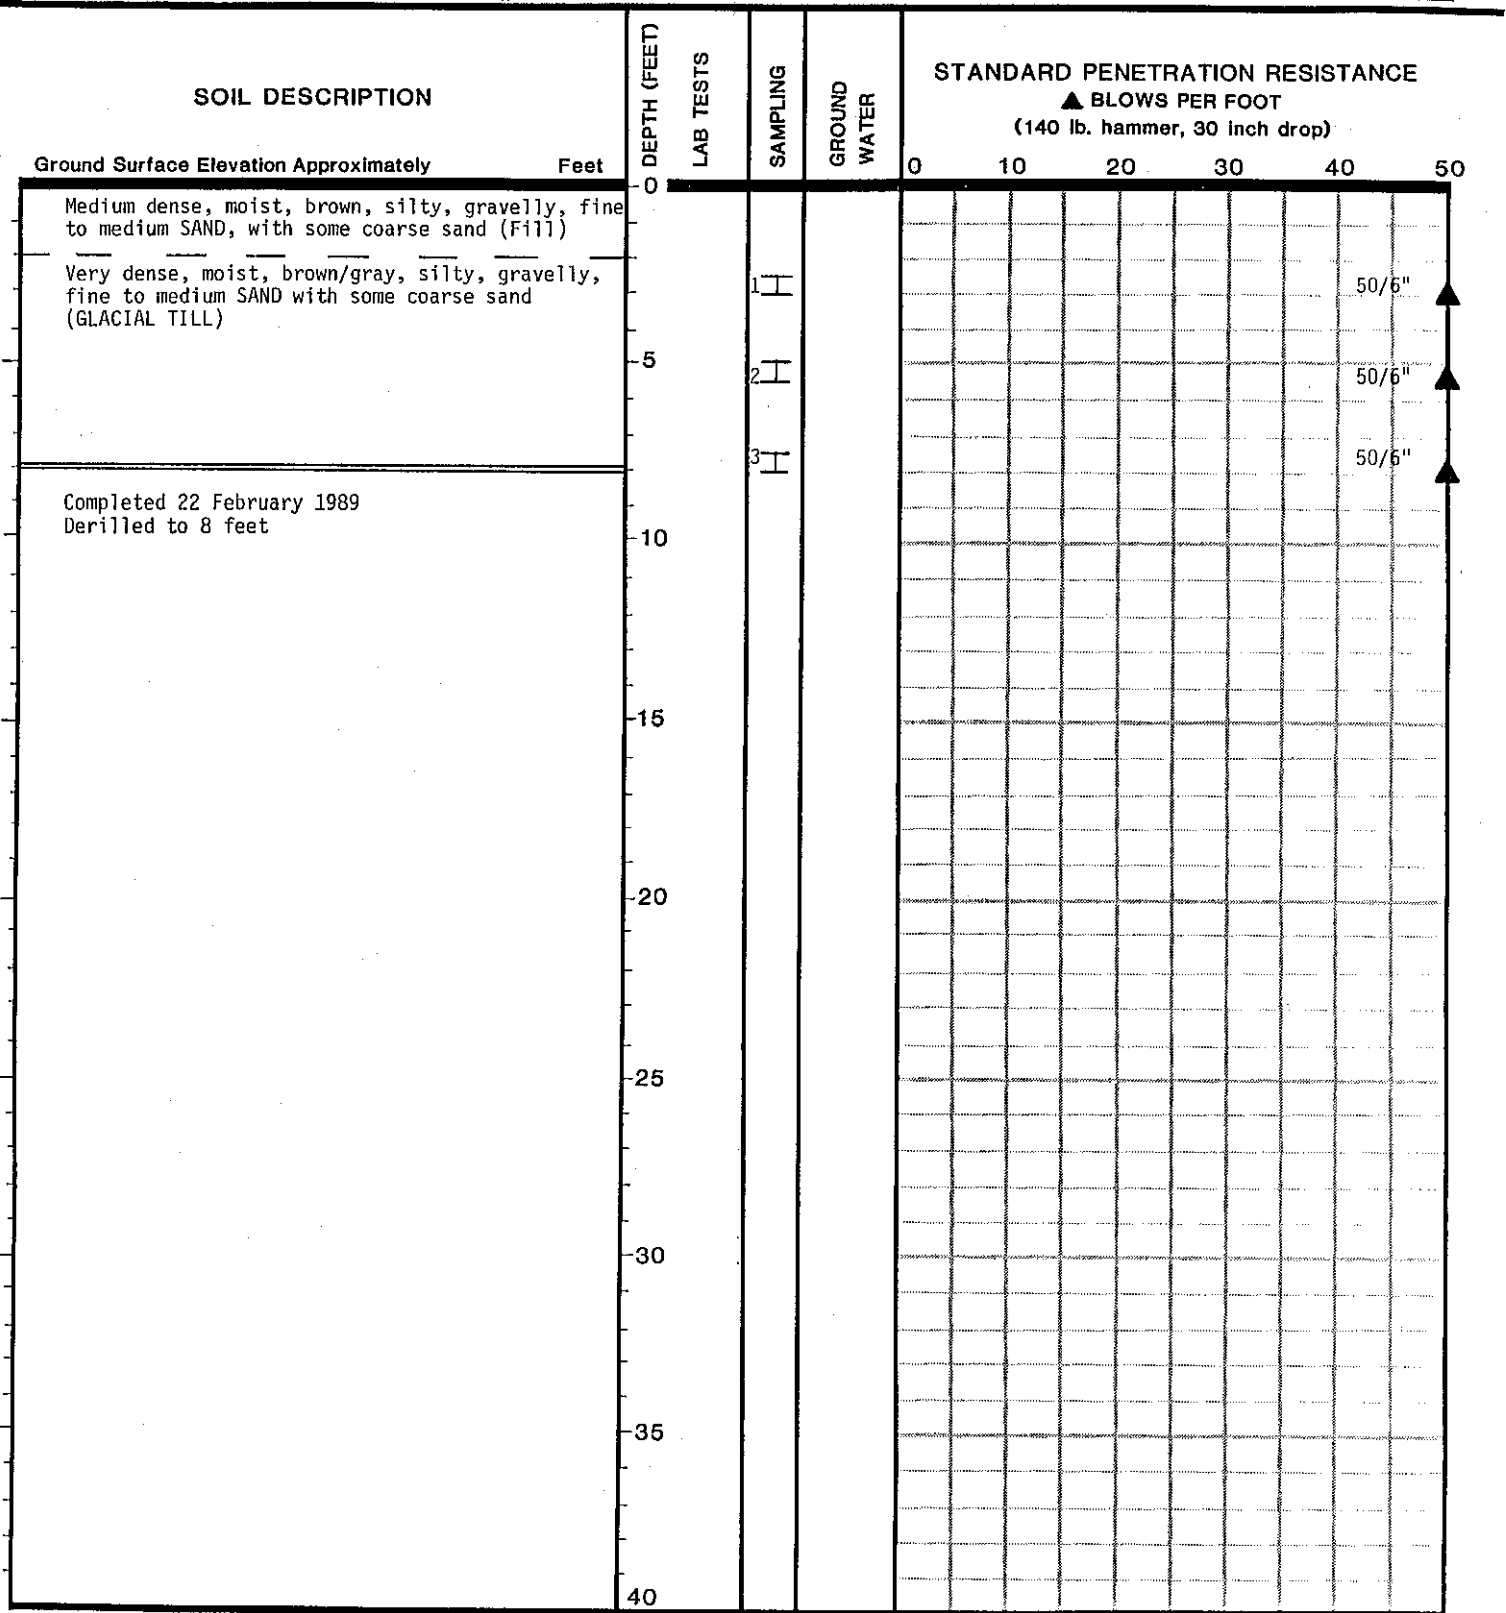 SOIL DESCRIPTION
Ground Surface Elevation Approximately Feet
DEPTH (FEET)
LAB TESTS
SAMPLING
GROUND
WATER
STANDARD PENETRATION RESISTANCE
▲ BLOWS PER FOOT
(140 lb. hammer, 30 inch drop)
0 10 20 30 40 50
0
Medium dense, moist, brown, silty, gravelly, fine
to medium SAND, with some coarse sand (Fill)
Very dense, moist, brown/gray, silty, gravelly,
fine to medium SAND with some coarse sand
(GLACIAL TILL)
1
50/6"
5
2
50/6"
3
50/6"
Completed 22 February 1989
Derilled to 8 feet
10
15
20
25
30
35
40